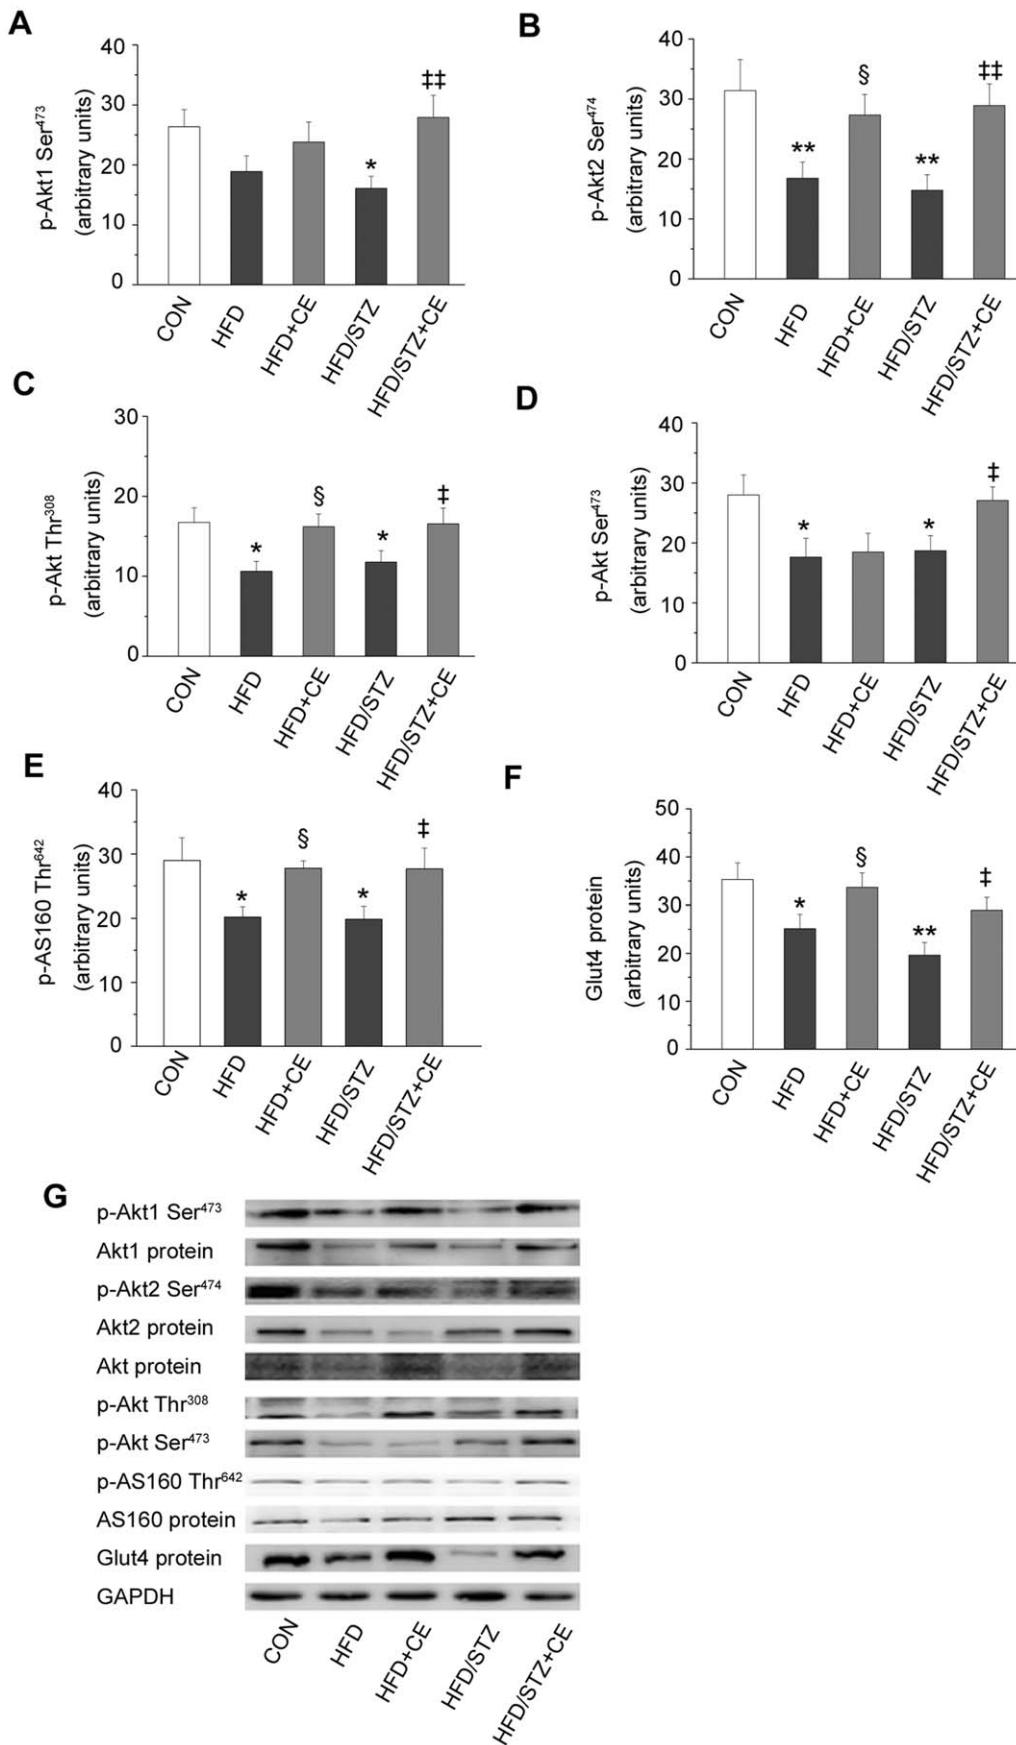 A
p-Akt1 Ser473
(arbitrary units)
40
30
20
10
0
*
‡‡
CON
HFD
HFD+CE
HFD/STZ
HFD/STZ+CE
B
p-Akt2 Ser474
(arbitrary units)
40
30
20
10
0
**
§
**
‡‡
CON
HFD
HFD+CE
HFD/STZ
HFD/STZ+CE
C
p-Akt Thr308
(arbitrary units)
30
20
10
0
*
§
*
‡
CON
HFD
HFD+CE
HFD/STZ
HFD/STZ+CE
D
p-Akt Ser473
(arbitrary units)
40
30
20
10
0
*
*
‡
CON
HFD
HFD+CE
HFD/STZ
HFD/STZ+CE
E
p-AS160 Thr642
(arbitrary units)
40
30
20
10
0
*
§
*
‡
CON
HFD
HFD+CE
HFD/STZ
HFD/STZ+CE
F
Glut4 protein
(arbitrary units)
50
40
30
20
10
0
*
§
**
‡
CON
HFD
HFD+CE
HFD/STZ
HFD/STZ+CE
G
p-Akt1 Ser473
Akt1 protein
p-Akt2 Ser474
Akt2 protein
Akt protein
p-Akt Thr308
p-Akt Ser473
p-AS160 Thr642
AS160 protein
Glut4 protein
GAPDH
CON
HFD
HFD+CE
HFD/STZ
HFD/STZ+CE